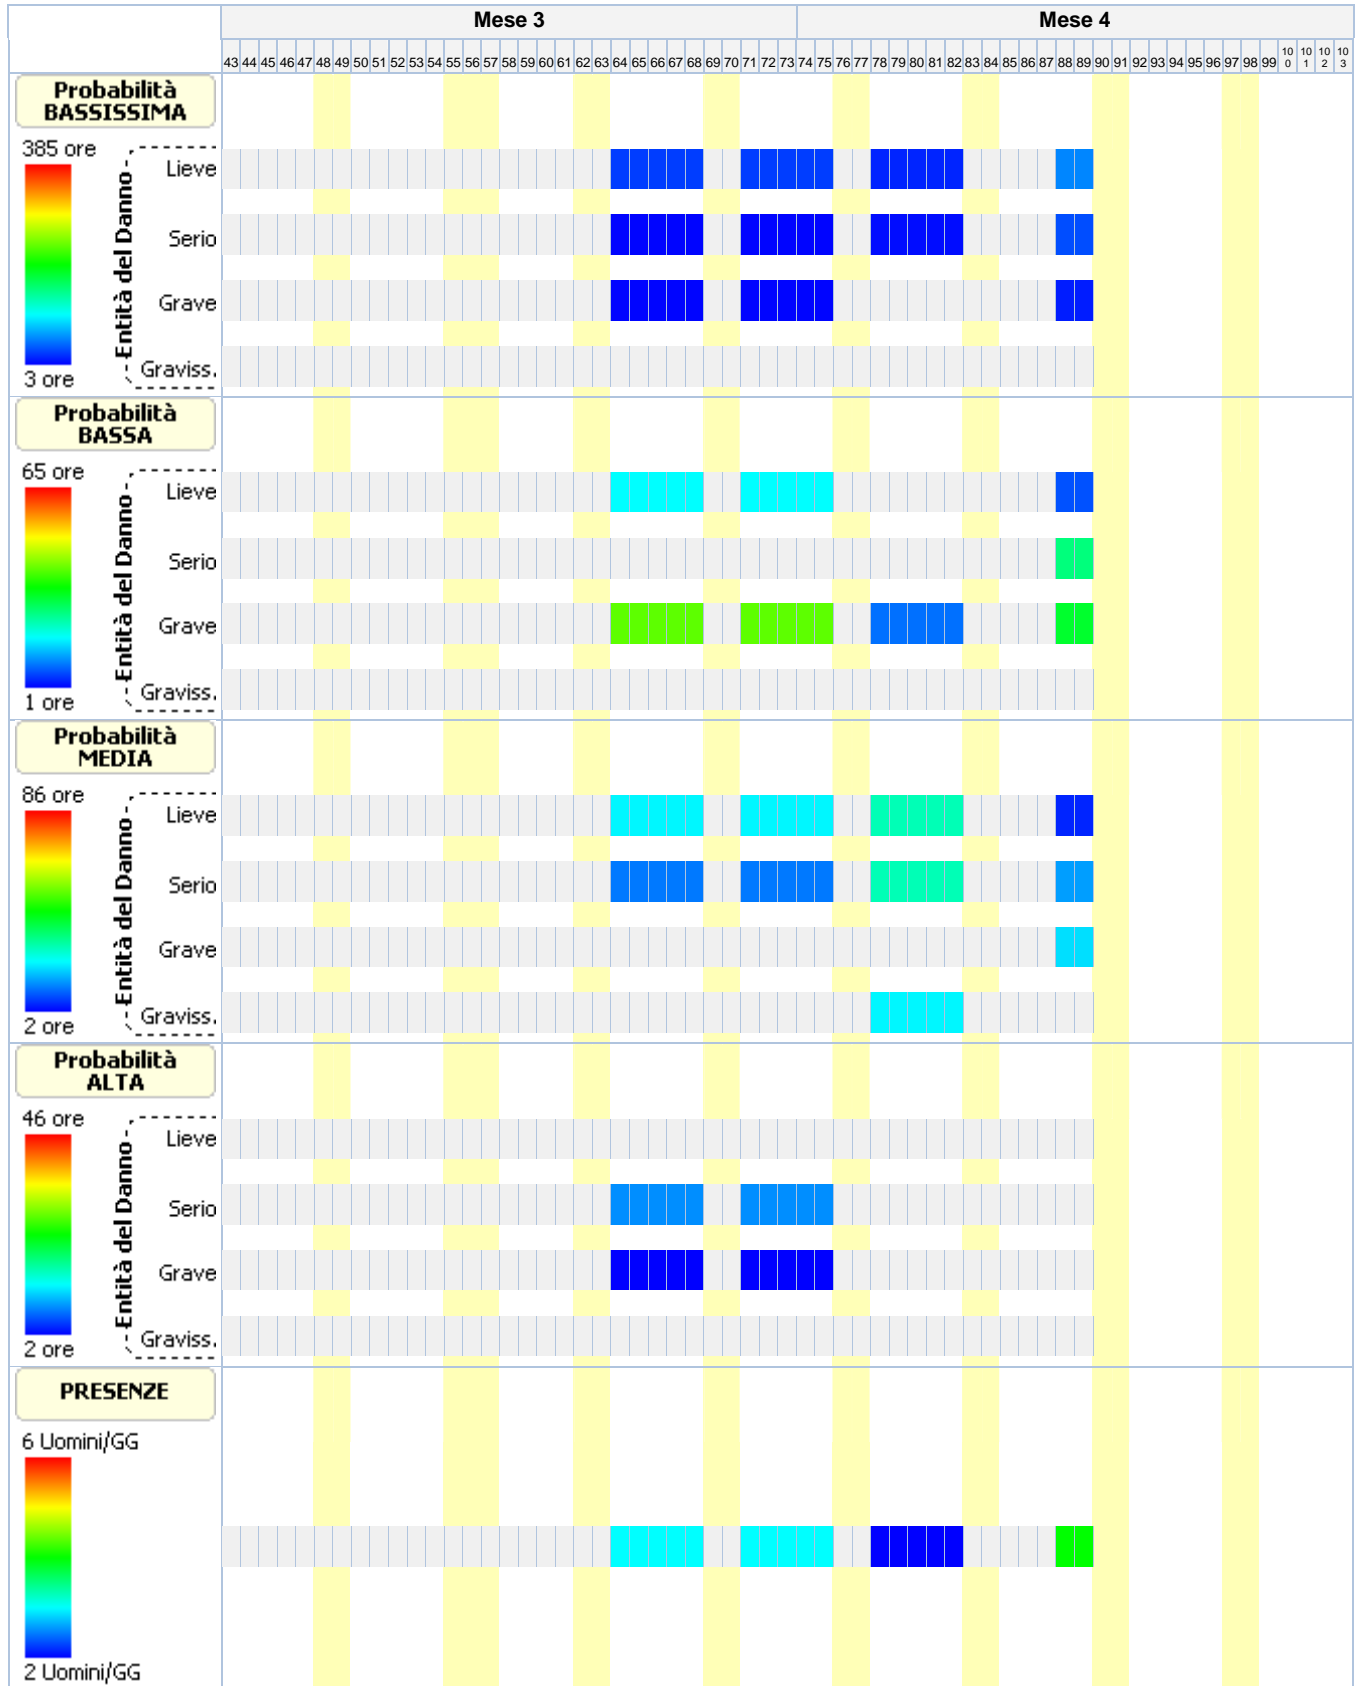 Mese 3 Mese 4
43 44 45 46 47 48 49 50 51 52 53 54 55 56 57 58 59 60 61 62 63 64 65 66 67 68 69 70 71 72 73 74 75 76 77 78 79 80 81 82 83 84 85 86 87 88 89 90 91 92 93 94 95 96 97 98 99 100 101 102 103
Probabilità
BASSISSIMA
385 ore
Entità del Danno
Lieve
Serio
Grave
Graviss.
3 ore
Probabilità
BASSA
65 ore
Entità del Danno
Lieve
Serio
Grave
Graviss.
1 ore
Probabilità
MEDIA
86 ore
Entità del Danno
Lieve
Serio
Grave
Graviss.
2 ore
Probabilità
ALTA
46 ore
Entità del Danno
Lieve
Serio
Grave
Graviss.
2 ore
PRESENZE
6 Uomini/GG
2 Uomini/GG